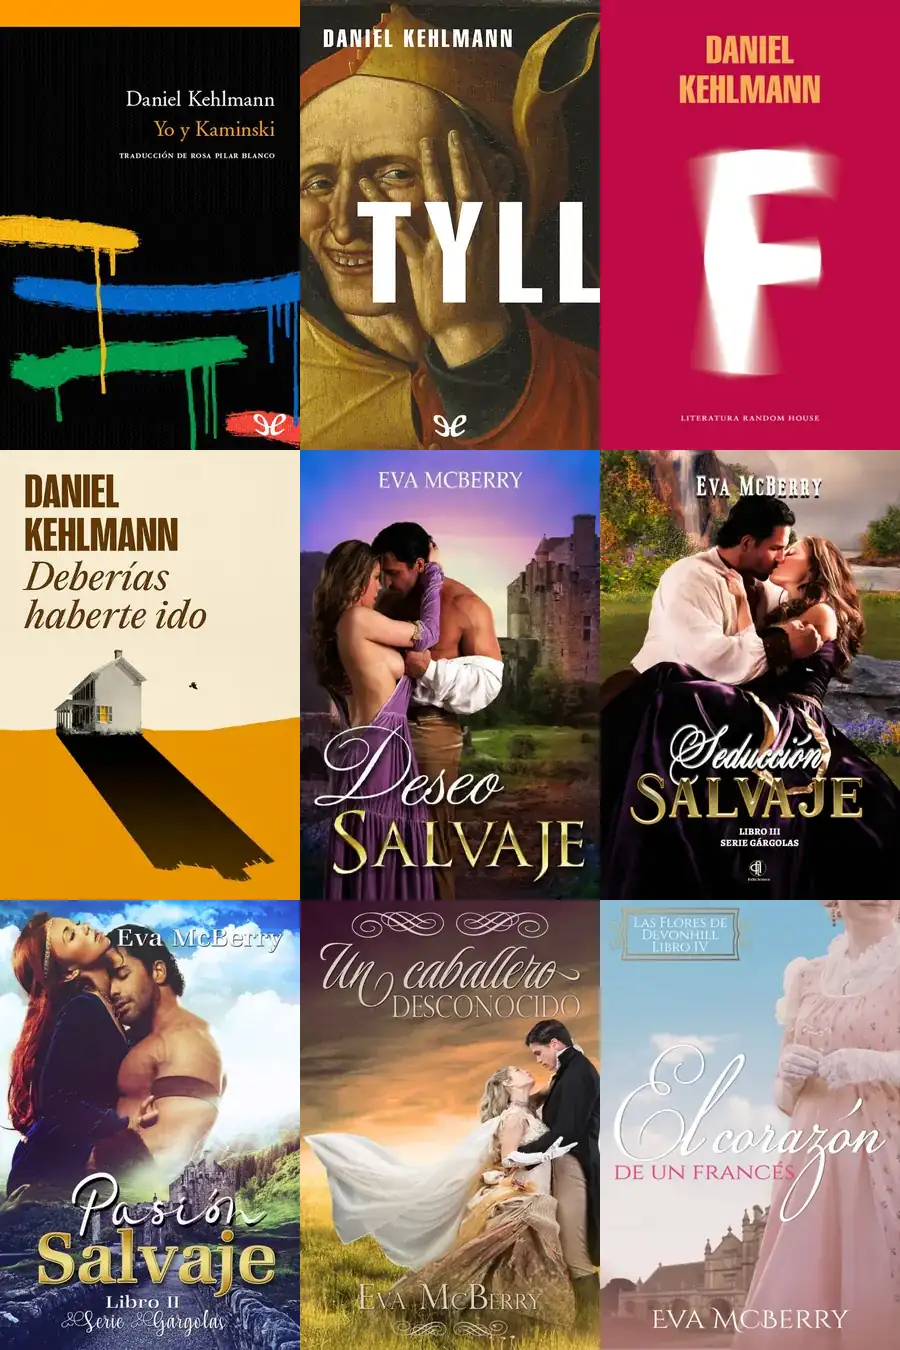 Daniel Kehlmann
Yo y Kaminski
TRADUCCIÓN DE ROSA PILAR BLANCO
DANIEL KEHLMANN
TYLL
DANIEL
KEHLMANN
F
LITERATURA RANDOM HOUSE
DANIEL
KEHLMANN
Deberías
haberte ido
EVA MCBERRY
Deseo
SALVAJE
EVA MCBERRY
Seducción
SALVAJE
LIBRO III
SERIE GÁRGOLAS
Eva McBerry
Pasión
Salvaje
Libro II
Serie Gárgolas
Un caballero
DESCONOCIDO
EVA MCBERRY
LAS FLORES DE
DEVONHILL
LIBRO IV
El corazón
DE UN FRANCÉS
EVA MCBERRY